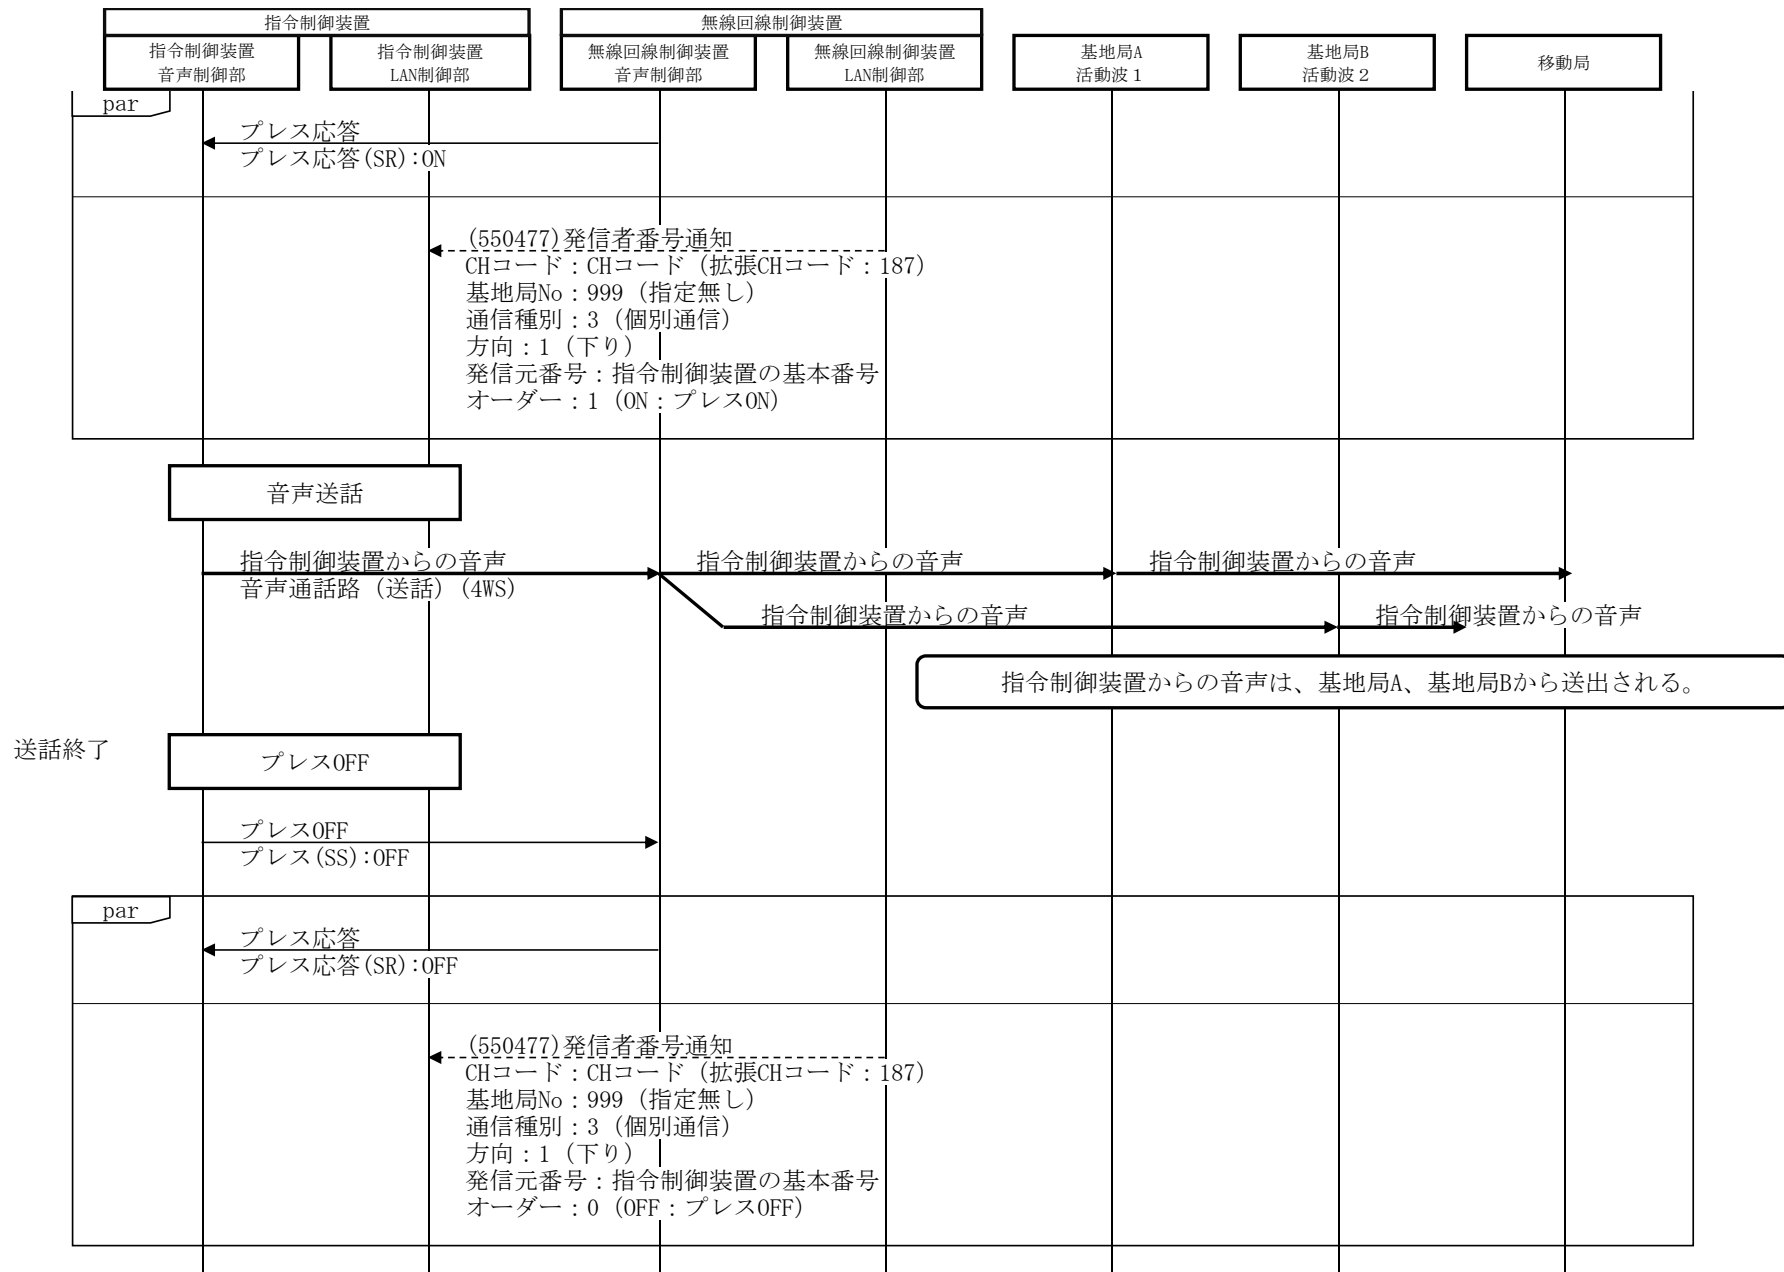 指令制御装置
無線回線制御装置
指令制御装置
音声制御部
指令制御装置
LAN制御部
無線回線制御装置
音声制御部
無線回線制御装置
LAN制御部
基地局A
活動波１
基地局B
活動波２
移動局
par
プレス応答
プレス応答(SR):ON
(550477)発信者番号通知
CHコード：CHコード（拡張CHコード：187）
基地局No：999（指定無し）
通信種別：3（個別通信）
方向：1（下り）
発信元番号：指令制御装置の基本番号
オーダー：1（ON：プレスON）
音声送話
指令制御装置からの音声
音声通話路（送話）(4WS)
指令制御装置からの音声
指令制御装置からの音声
指令制御装置からの音声
指令制御装置からの音声
指令制御装置からの音声は、基地局A、基地局Bから送出される。
送話終了
プレスOFF
プレスOFF
プレス(SS):OFF
par
プレス応答
プレス応答(SR):OFF
(550477)発信者番号通知
CHコード：CHコード（拡張CHコード：187）
基地局No：999（指定無し）
通信種別：3（個別通信）
方向：1（下り）
発信元番号：指令制御装置の基本番号
オーダー：0（OFF：プレスOFF）